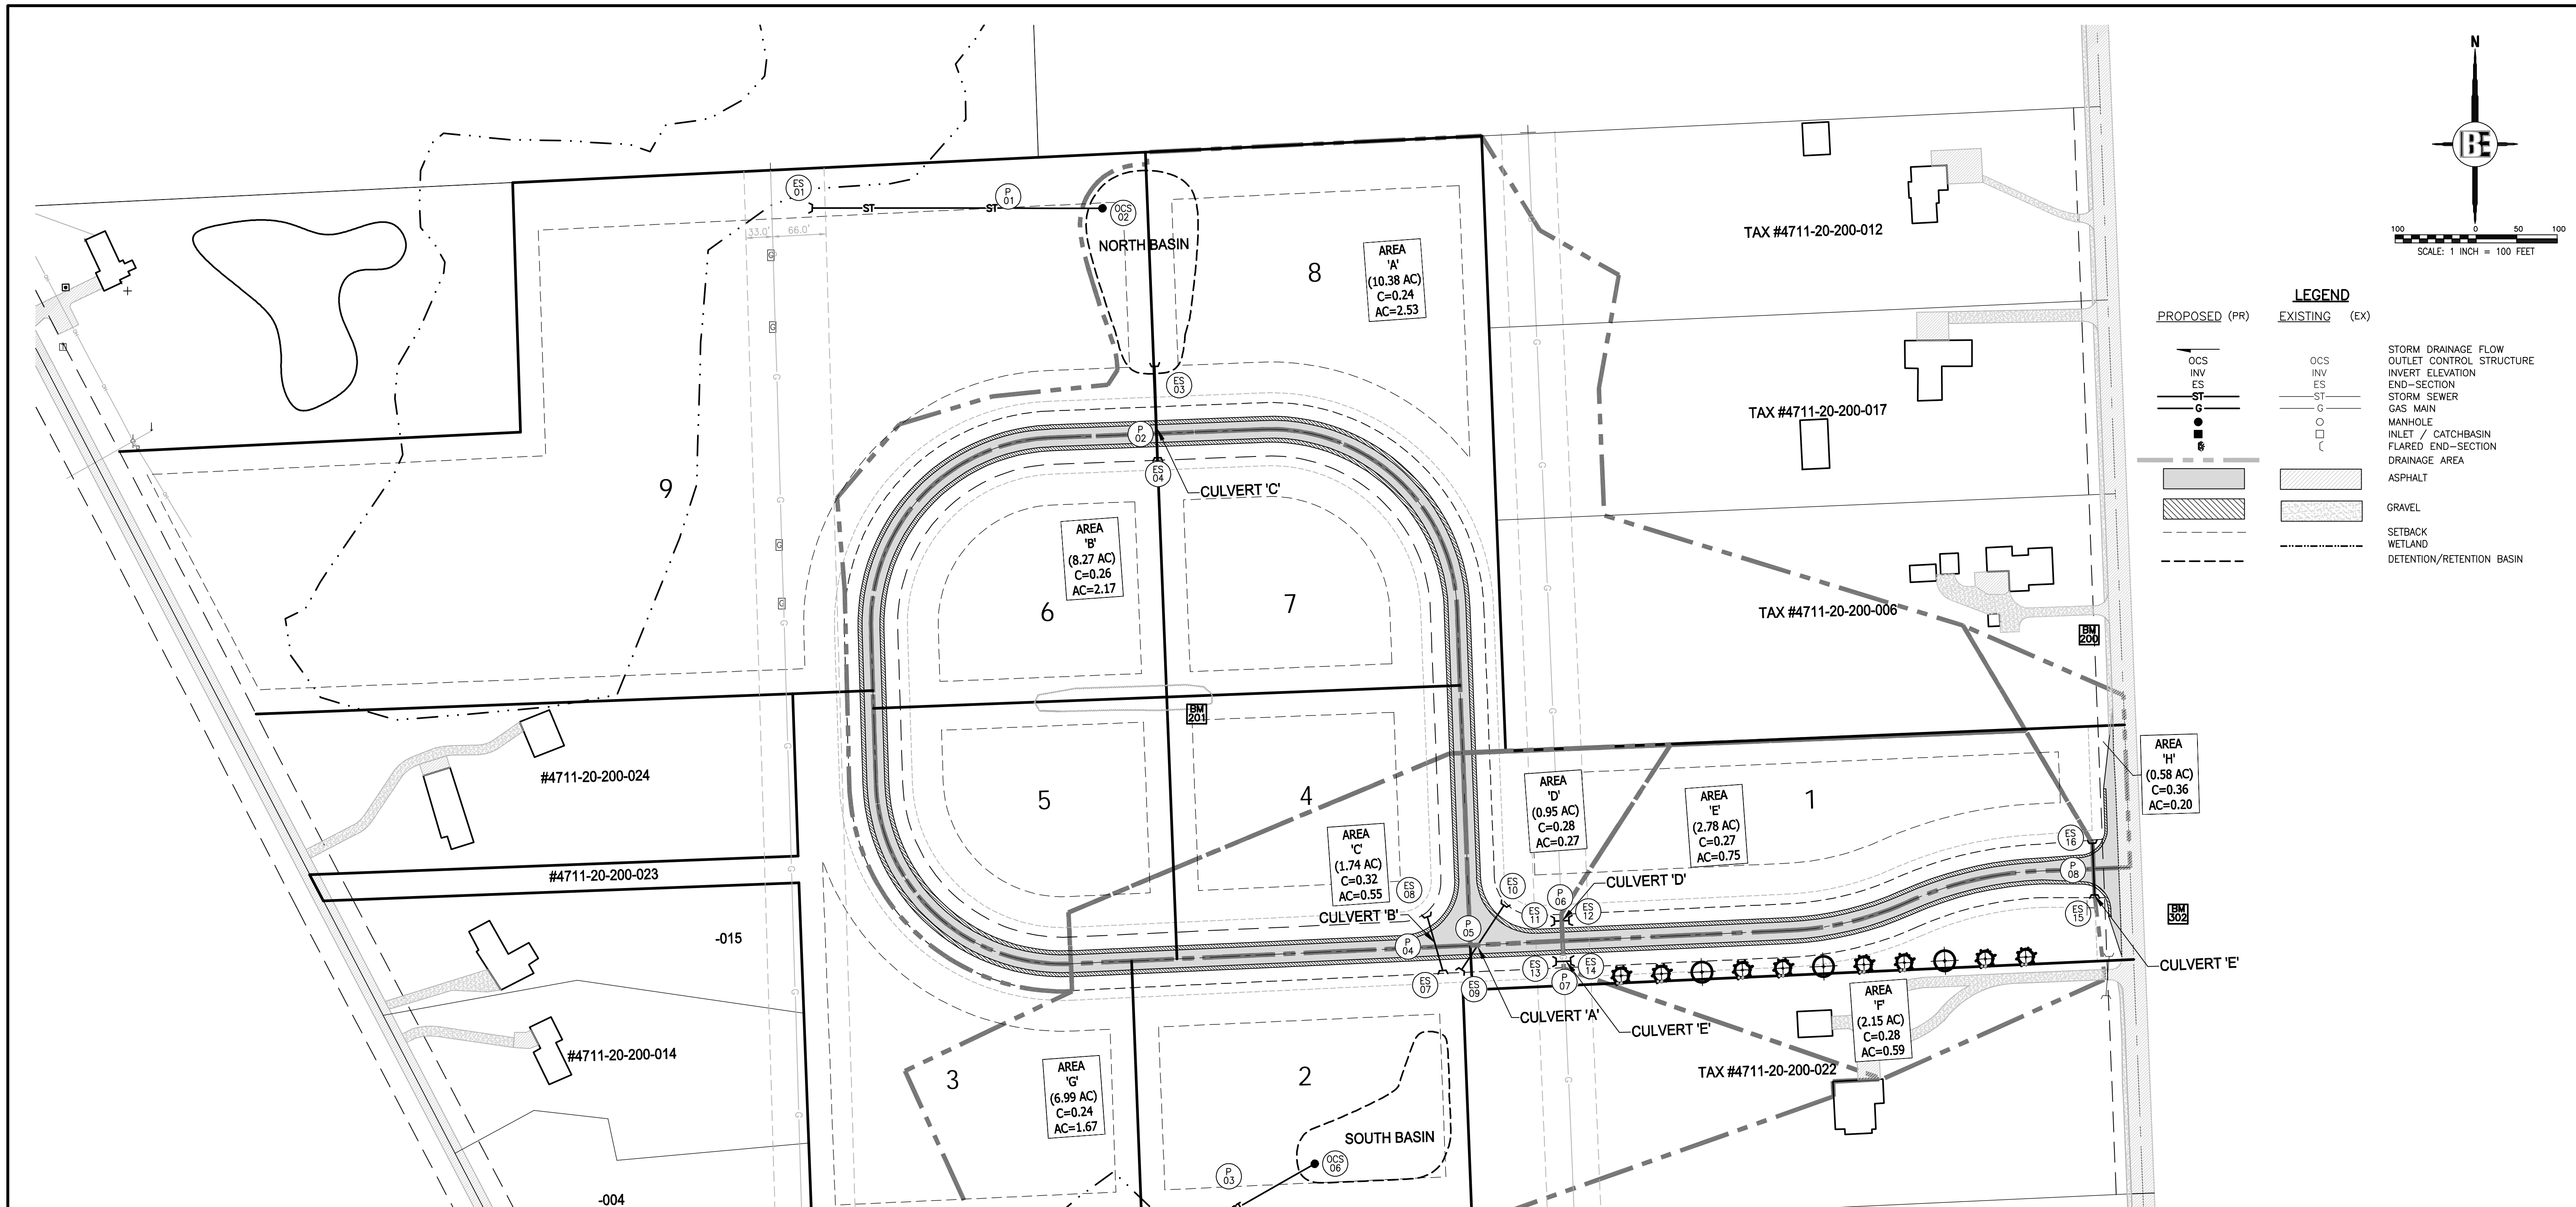 N
BE
100
0
50
100
SCALE: 1 INCH = 100 FEET
LEGEND
PROPOSED (PR)
EXISTING (EX)
STORM DRAINAGE FLOW
OCS OCS OUTLET CONTROL STRUCTURE
INV INV INVERT ELEVATION
ES ES END-SECTION
ST ST STORM SEWER
G G GAS MAIN
MANHOLE
INLET / CATCHBASIN
FLARED END-SECTION
DRAINAGE AREA
ASPHALT
GRAVEL
SETBACK
WETLAND
DETENTION/RETENTION BASIN
ES
01
ST
P
01
ST
OCS
02
33.0'
66.0'
NORTH BASIN
8
AREA
'A'
(10.38 AC)
C=0.24
AC=2.53
TAX #4711-20-200-012
G
G
G
G
ES
03
P
02
ES
04
CULVERT 'C'
TAX #4711-20-200-017
9
AREA
'B'
(8.27 AC)
C=0.26
AC=2.17
6
7
TAX #4711-20-200-006
BM
200
BM
201
#4711-20-200-024
5
4
1
AREA
'D'
(0.95 AC)
C=0.28
AC=0.27
AREA
'E'
(2.78 AC)
C=0.27
AC=0.75
AREA
'H'
(0.58 AC)
C=0.36
AC=0.20
AREA
'C'
(1.74 AC)
C=0.32
AC=0.55
#4711-20-200-023
ES
08
ES
10
P
06
CULVERT 'D'
ES
16
P
08
CULVERT 'B'
ES
11
ES
12
ES
15
BM
302
P
04
P
05
-015
ES
13
ES
14
CULVERT 'E'
ES
07
ES
09
P
07
CULVERT 'A'
CULVERT 'E'
AREA
'F'
(2.15 AC)
C=0.28
AC=0.59
#4711-20-200-014
3
AREA
'G'
(6.99 AC)
C=0.24
AC=1.67
2
TAX #4711-20-200-022
SOUTH BASIN
P
03
OCS
06
-004